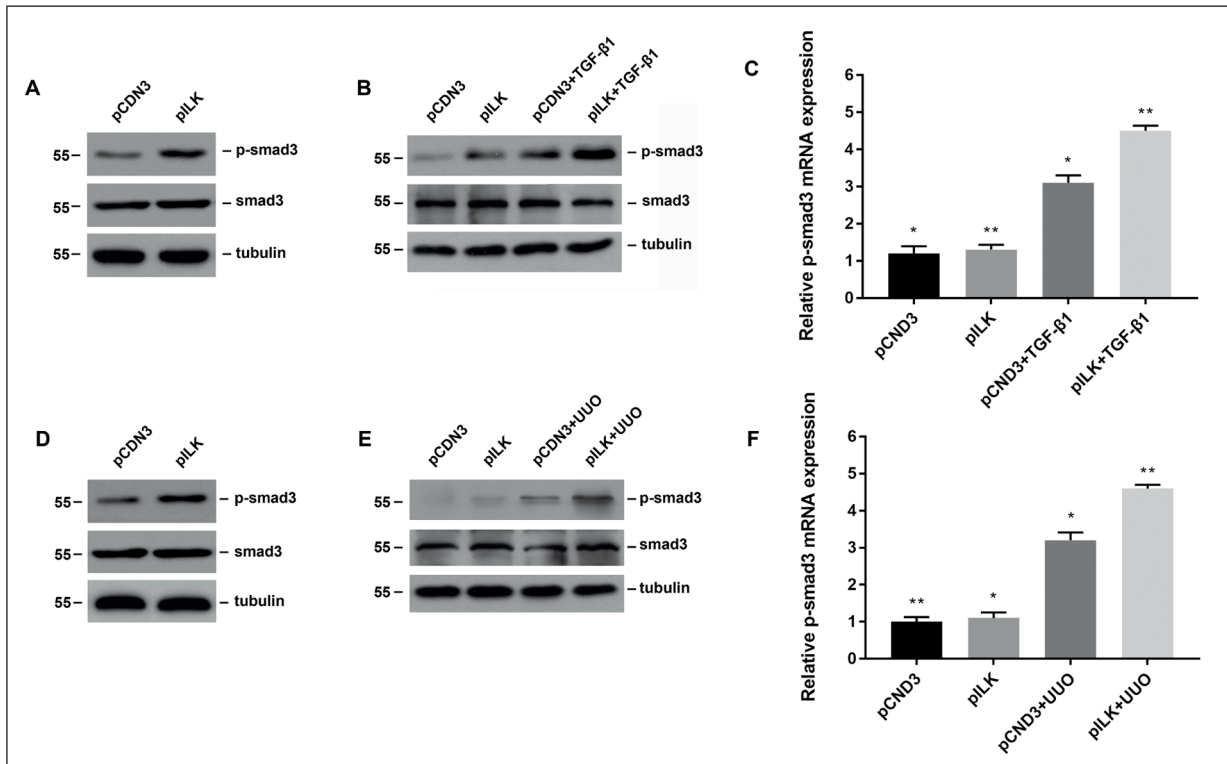 A
pCDN3
pILK
55
p-smad3
55
smad3
55
tubulin
B
pCDN3
pILK
pCDN3+TGF-β1
pILK+TGF-β1
55
p-smad3
55
smad3
55
tubulin
C
Relative p-smad3 mRNA expression
6
5
4
3
2
1
0
*
**
*
**
pCND3
pILK
pCND3+TGF-β1
pILK+TGF-β1
D
pCDN3
pILK
55
p-smad3
55
smad3
55
tubulin
E
pCDN3
pILK
pCDN3+UUO
pILK+UUO
55
p-smad3
55
smad3
55
tubulin
F
Relative p-smad3 mRNA expression
6
5
4
3
2
1
0
**
*
*
**
pCND3
pILK
pCND3+UUO
pILK+UUO